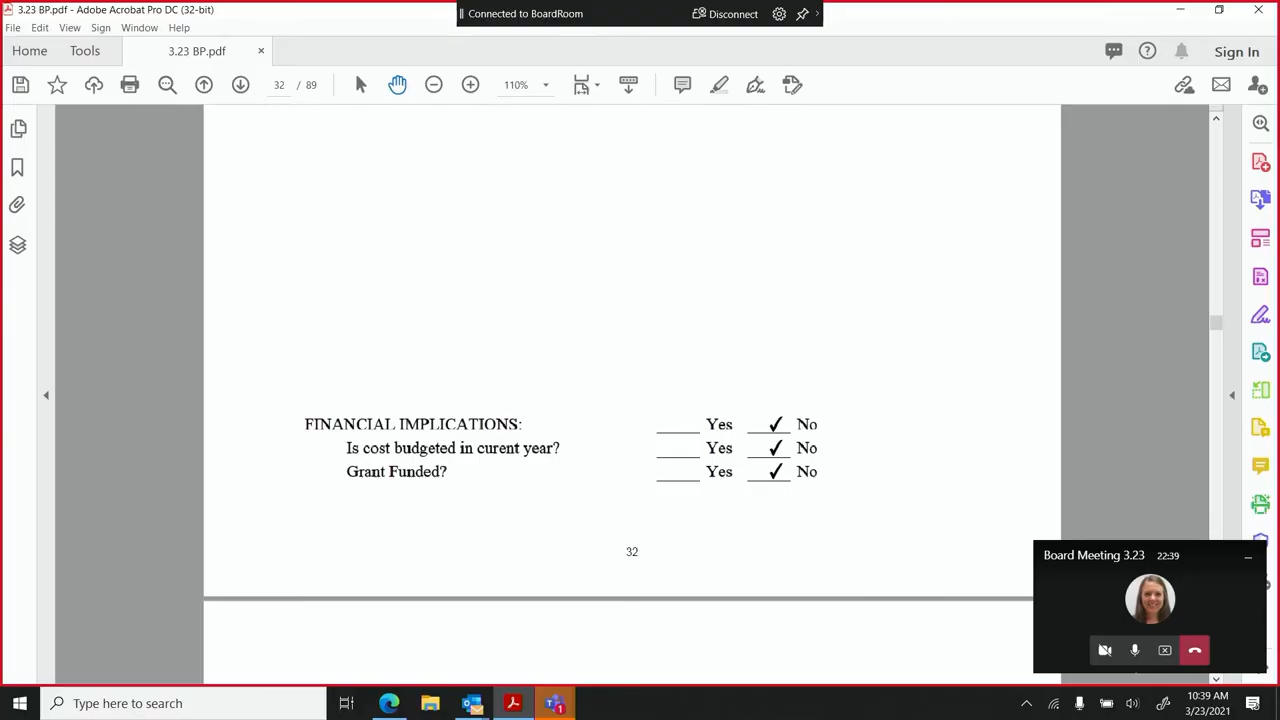 3.23 BP.pdf - Adobe Acrobat Pro DC (32-bit)
Connected to BoardRoom
Disconnect
File Edit View Sign Window Help
Home Tools 3.23 BP.pdf × Sign In
32 / 89 110%
FINANCIAL IMPLICATIONS: Yes ✓ No
Is cost budgeted in curent year? Yes ✓ No
Grant Funded? Yes ✓ No
32
Board Meeting 3.23 22:39
Type here to search
1
10:39 AM
3/23/2021